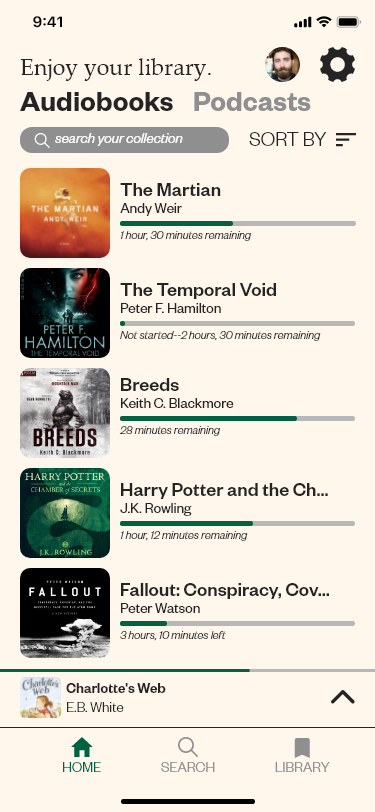 9:41
Enjoy your library.
Audiobooks Podcasts
search your collection SORT BY
THE MARTIAN
ANDY WEIR
The Martian
Andy Weir
1 hour, 30 minutes remaining
PETER F.
HAMILTON
THE TEMPORAL VOID
The Temporal Void
Peter F. Hamilton
Not started--2 hours, 30 minutes remaining
BREEDS
Keith C. Blackmore
Breeds
Keith C. Blackmore
28 minutes remaining
HARRY POTTER
and the
CHAMBER of SECRETS
J.K. ROWLING
Harry Potter and the Ch...
J.K. Rowling
1 hour, 12 minutes remaining
PETER WATSON
FALLOUT
Fallout: Conspiracy, Cov...
Peter Watson
3 hours, 10 minutes left
Charlotte's
Web
Charlotte's Web
E.B. White
HOME SEARCH LIBRARY